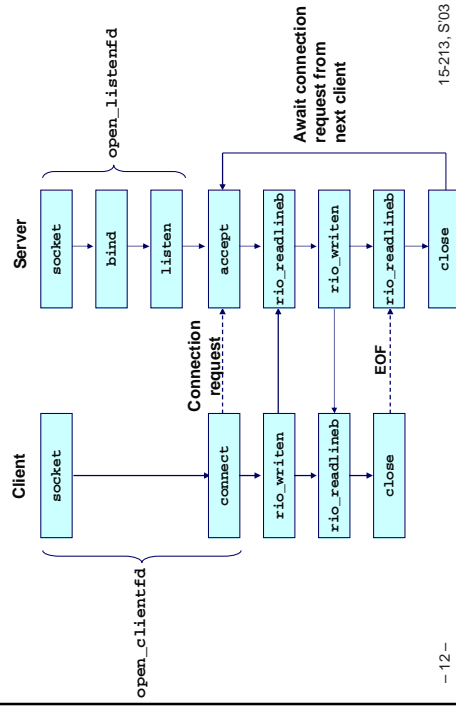 Client
Server
open_clientfd
socket
connect
rio_writen
rio_readlineb
close
Connection
request
EOF
socket
bind
listen
accept
rio_readlineb
rio_writen
rio_readlineb
close
open_listenfd
Await connection
request from
next client
– 12 –
15-213, S'03